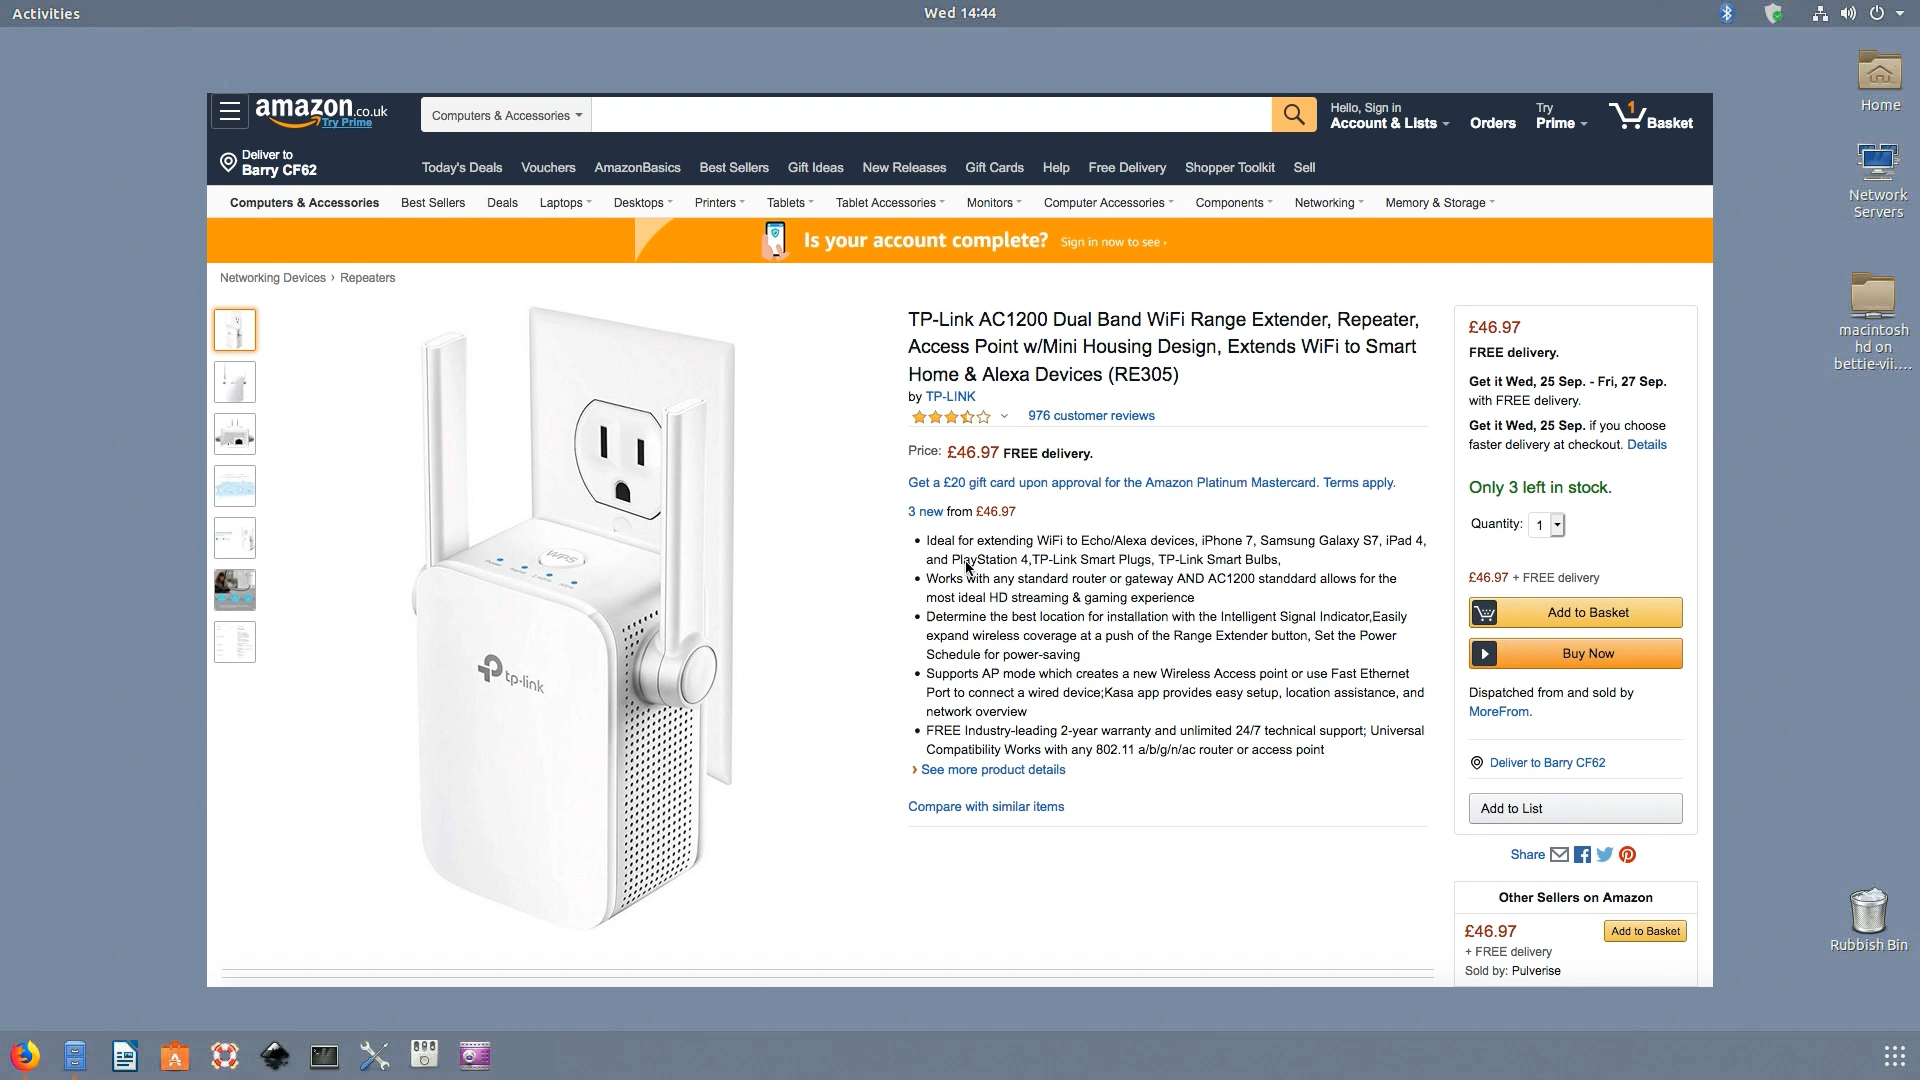 Activities
Wed 14:44
Home
Network
Servers
macintosh
hd on
bettie-vii....
Rubbish Bin
amazon.co.uk
Try Prime
Computers & Accessories
Hello, Sign in
Account & Lists
Orders
Try
Prime
1
Basket
Deliver to
Barry CF62
Today's Deals Vouchers AmazonBasics Best Sellers Gift Ideas New Releases Gift Cards Help Free Delivery Shopper Toolkit Sell
Computers & Accessories Best Sellers Deals Laptops Desktops Printers Tablets Tablet Accessories Monitors Computer Accessories Components Networking Memory & Storage
Is your account complete? Sign in now to see ›
Networking Devices › Repeaters
WPS
tp-link
TP-Link AC1200 Dual Band WiFi Range Extender, Repeater,
Access Point w/Mini Housing Design, Extends WiFi to Smart
Home & Alexa Devices (RE305)
by TP-LINK
976 customer reviews
Price: £46.97 FREE delivery.
Get a £20 gift card upon approval for the Amazon Platinum Mastercard. Terms apply.
3 new from £46.97
• Ideal for extending WiFi to Echo/Alexa devices, iPhone 7, Samsung Galaxy S7, iPad 4,
and PlayStation 4,TP-Link Smart Plugs, TP-Link Smart Bulbs,
• Works with any standard router or gateway AND AC1200 standdard allows for the
most ideal HD streaming & gaming experience
• Determine the best location for installation with the Intelligent Signal Indicator,Easily
expand wireless coverage at a push of the Range Extender button, Set the Power
Schedule for power-saving
• Supports AP mode which creates a new Wireless Access point or use Fast Ethernet
Port to connect a wired device;Kasa app provides easy setup, location assistance, and
network overview
• FREE Industry-leading 2-year warranty and unlimited 24/7 technical support; Universal
Compatibility Works with any 802.11 a/b/g/n/ac router or access point
› See more product details
Compare with similar items
£46.97
FREE delivery.
Get it Wed, 25 Sep. - Fri, 27 Sep.
with FREE delivery.
Get it Wed, 25 Sep. if you choose
faster delivery at checkout. Details
Only 3 left in stock.
Quantity: 1
£46.97 + FREE delivery
Add to Basket
Buy Now
Dispatched from and sold by
MoreFrom.
Deliver to Barry CF62
Add to List
Share
Other Sellers on Amazon
£46.97
Add to Basket
+ FREE delivery
Sold by: Pulverise